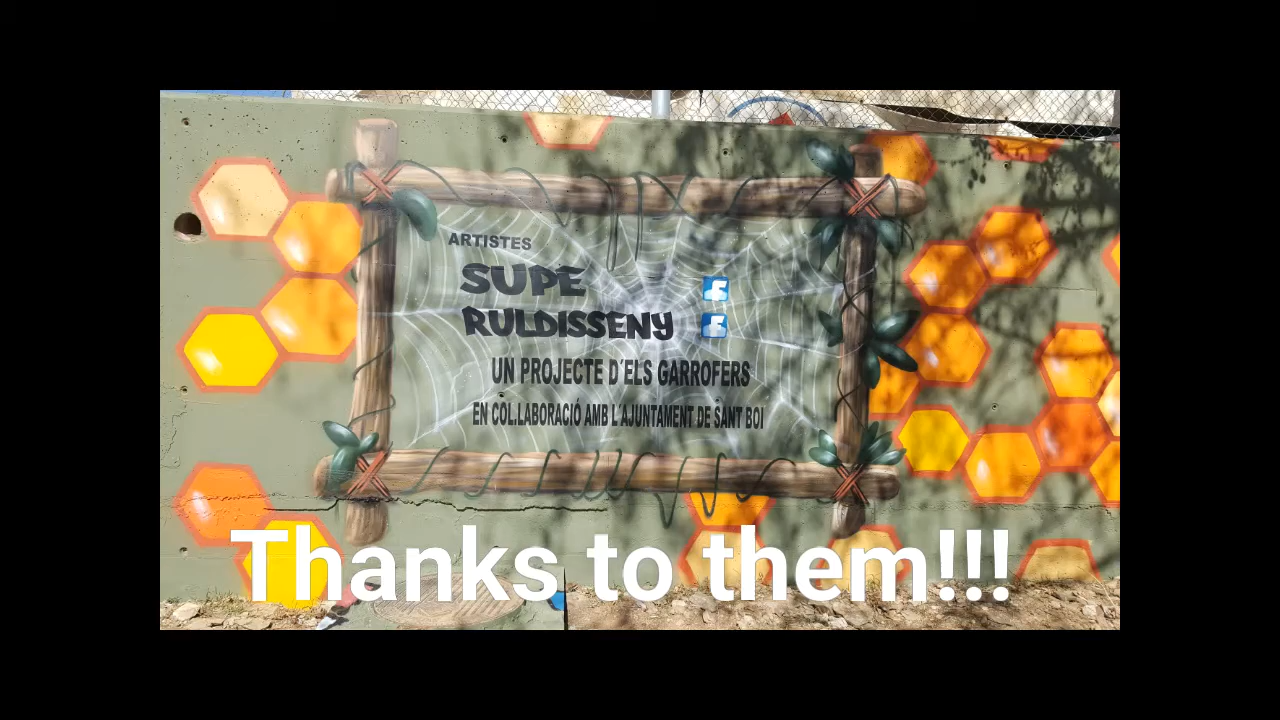 ARTISTES
SUPE
RULDISSENY
UN PROJECTE D'ELS GARROFERS
EN COL.LABORACIÓ AMB L'AJUNTAMENT DE SANT BOI
Thanks to them!!!